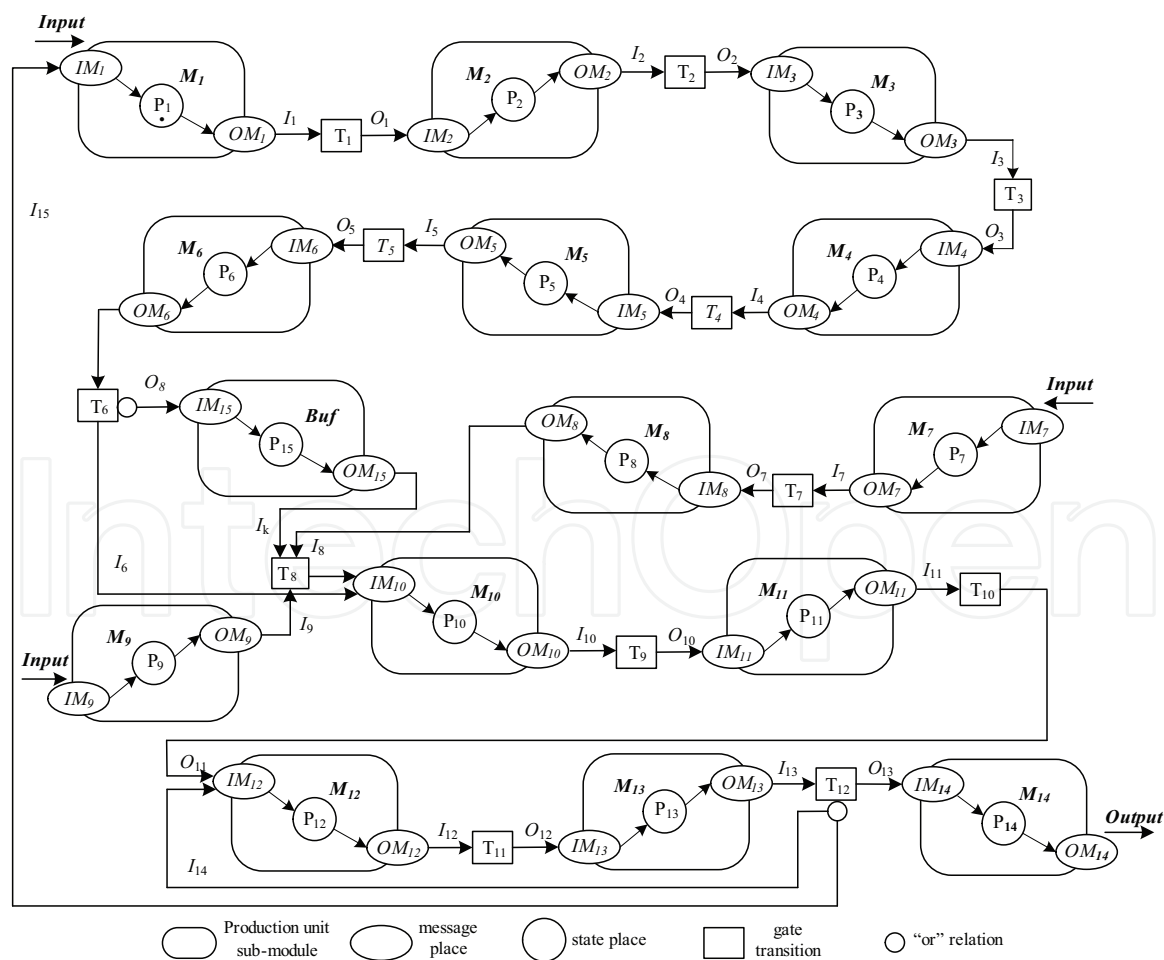 Input
IM1 M1 P1 OM1 I1 T1 O1
IM2 M2 P2 OM2 I2 T2 O2
IM3 M3 P3 OM3 I3
T3
O3
IM4 M4 P4 OM4 I4 T4 O4
IM5 M5 P5 OM5 I5 T5 O5
IM6 M6 P6 OM6
I15
T6 O8
IM15 Buf P15 OM15
Ik
Input
IM7 M7 P7 OM7 I7 T7 O7
IM8 M8 P8 OM8
I8
T8
I6
I9
Input
IM9 M9 P9 OM9
IM10 M10 P10 OM10 I10 T9 O10
IM11 M11 P11 OM11 I11 T10
O11
IM12 M12 P12 OM12 I12 T11 O12
IM13 M13 P13 OM13 I13 T12 O13
IM14 M14 P14 OM14
Output
I14
Production unit
sub-module
message
place
state place
gate
transition
"or" relation
IntechOpen